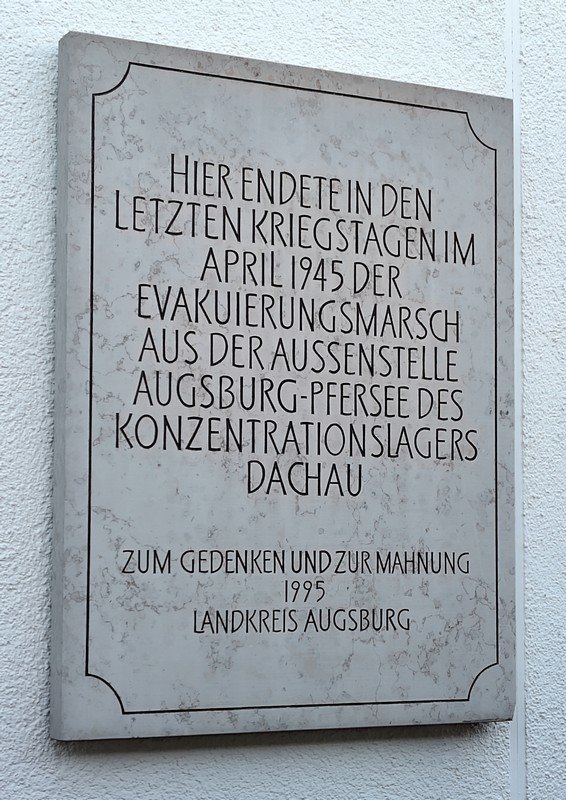 HIER ENDETE IN DEN
LETZTEN KRIEGSTAGEN IM
APRIL 1945 DER
EVAKUIERUNGSMARSCH
AUS DER AUSSENSTELLE
AUGSBURG-PFERSEE DES
KONZENTRATIONSLAGERS
DACHAU
ZUM GEDENKEN UND ZUR MAHNUNG
1995
LANDKREIS AUGSBURG